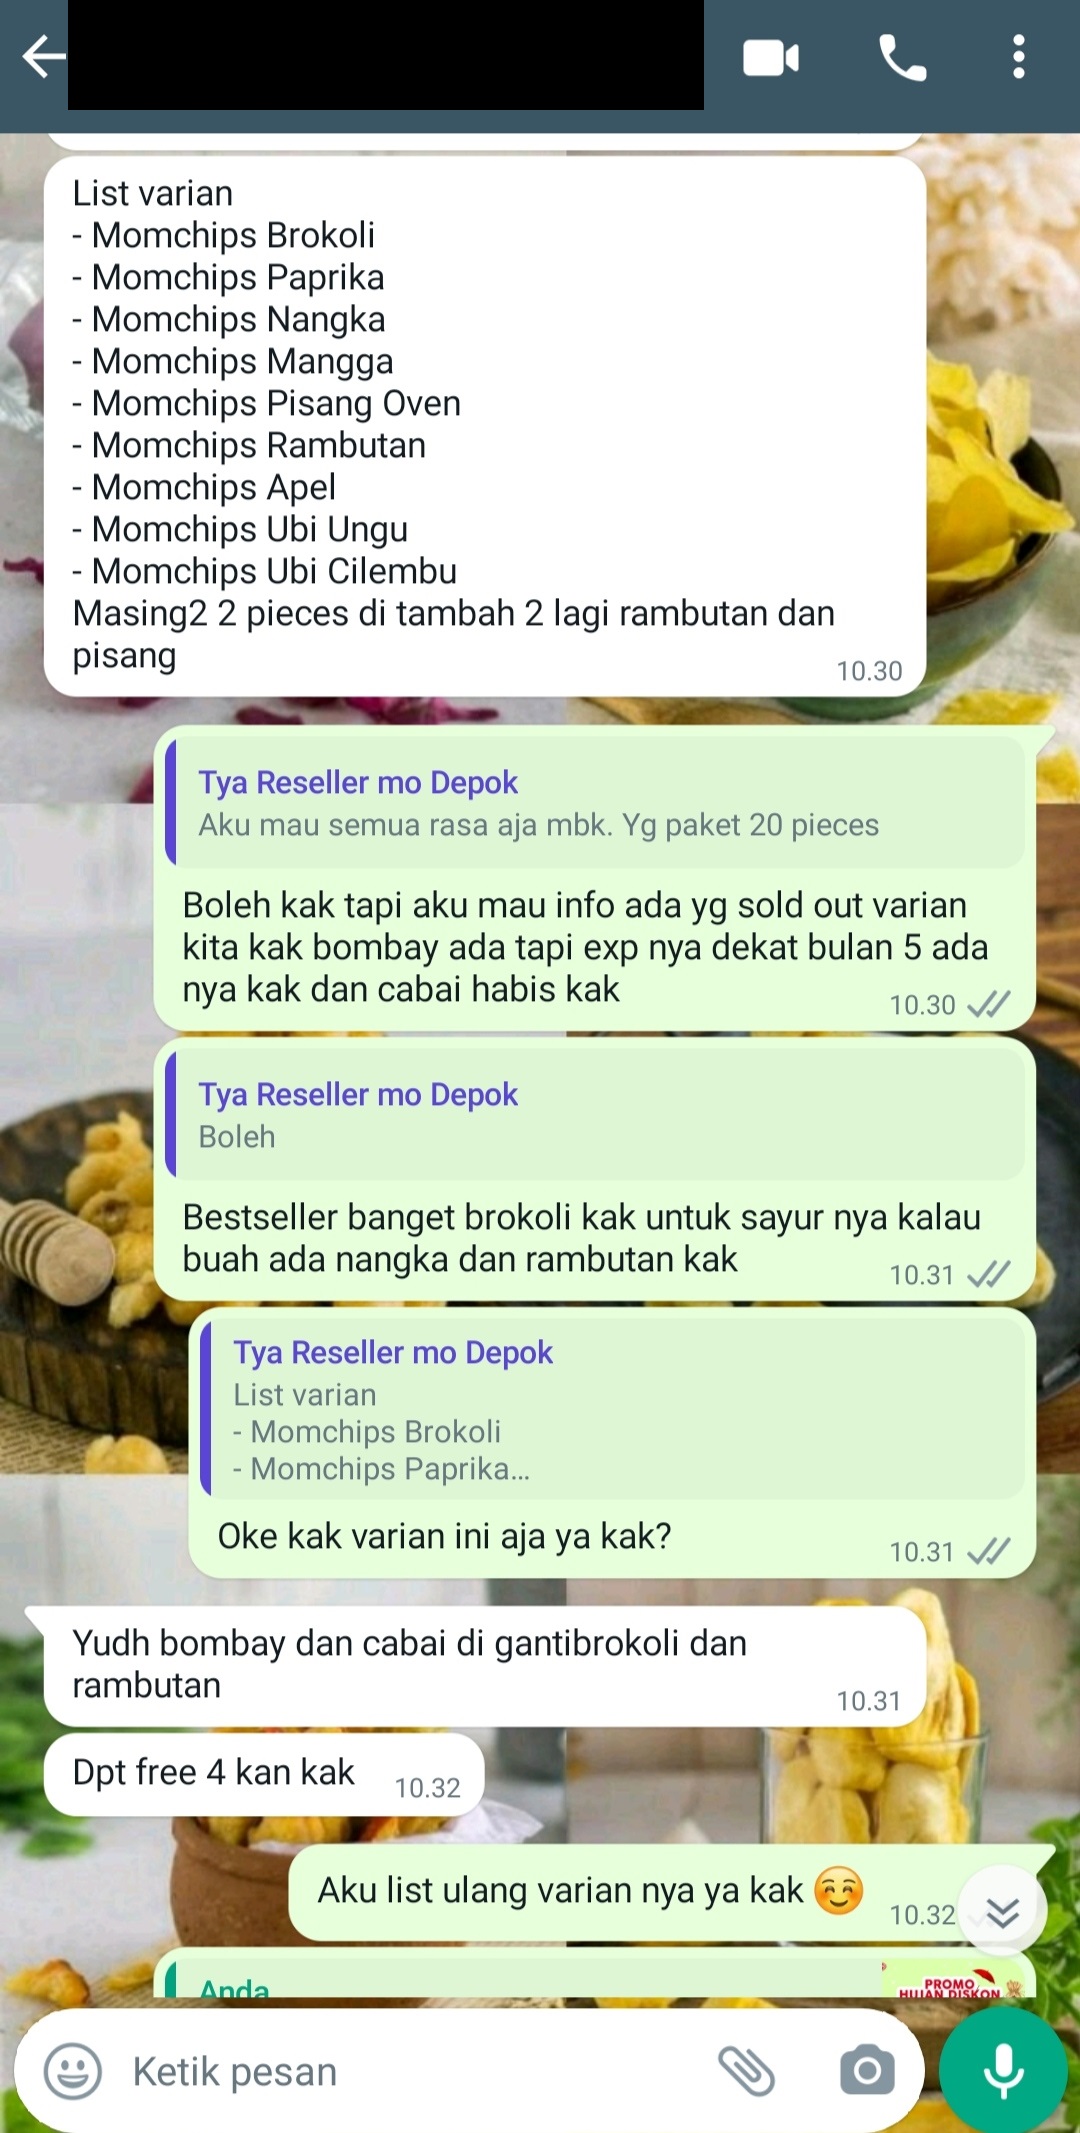 List varian
- Momchips Brokoli
- Momchips Paprika
- Momchips Nangka
- Momchips Mangga
- Momchips Pisang Oven
- Momchips Rambutan
- Momchips Apel
- Momchips Ubi Ungu
- Momchips Ubi Cilembu
Masing2 2 pieces di tambah 2 lagi rambutan dan
pisang
10.30
Tya Reseller mo Depok
Aku mau semua rasa aja mbk. Yg paket 20 pieces
Boleh kak tapi aku mau info ada yg sold out varian
kita kak bombay ada tapi exp nya dekat bulan 5 ada
nya kak dan cabai habis kak
10.30
Tya Reseller mo Depok
Boleh
Bestseller banget brokoli kak untuk sayur nya kalau
buah ada nangka dan rambutan kak
10.31
Tya Reseller mo Depok
List varian
- Momchips Brokoli
- Momchips Paprika...
Oke kak varian ini aja ya kak?
10.31
Yudh bombay dan cabai di gantibrokoli dan
rambutan
10.31
Dpt free 4 kan kak
10.32
Aku list ulang varian nya ya kak 😊
10.32
Anda
PROMO
HUJAN DISKON
Ketik pesan